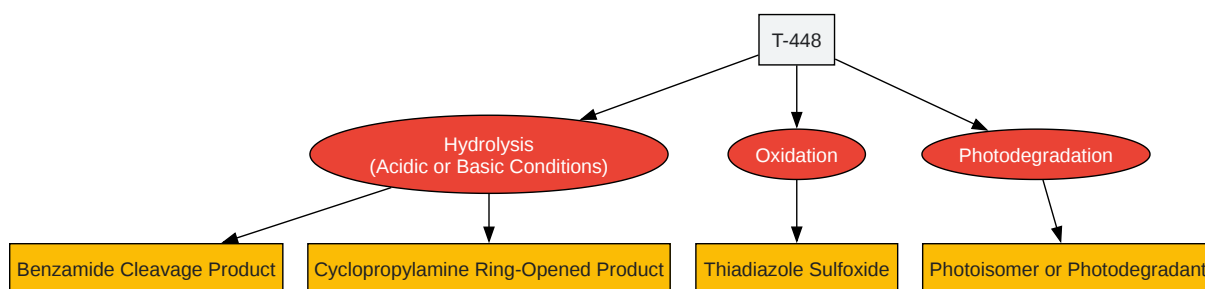 T-448
Hydrolysis
(Acidic or Basic Conditions)
Oxidation
Photodegradation
Benzamide Cleavage Product
Cyclopropylamine Ring-Opened Product
Thiadiazole Sulfoxide
Photoisomer or Photodegradant